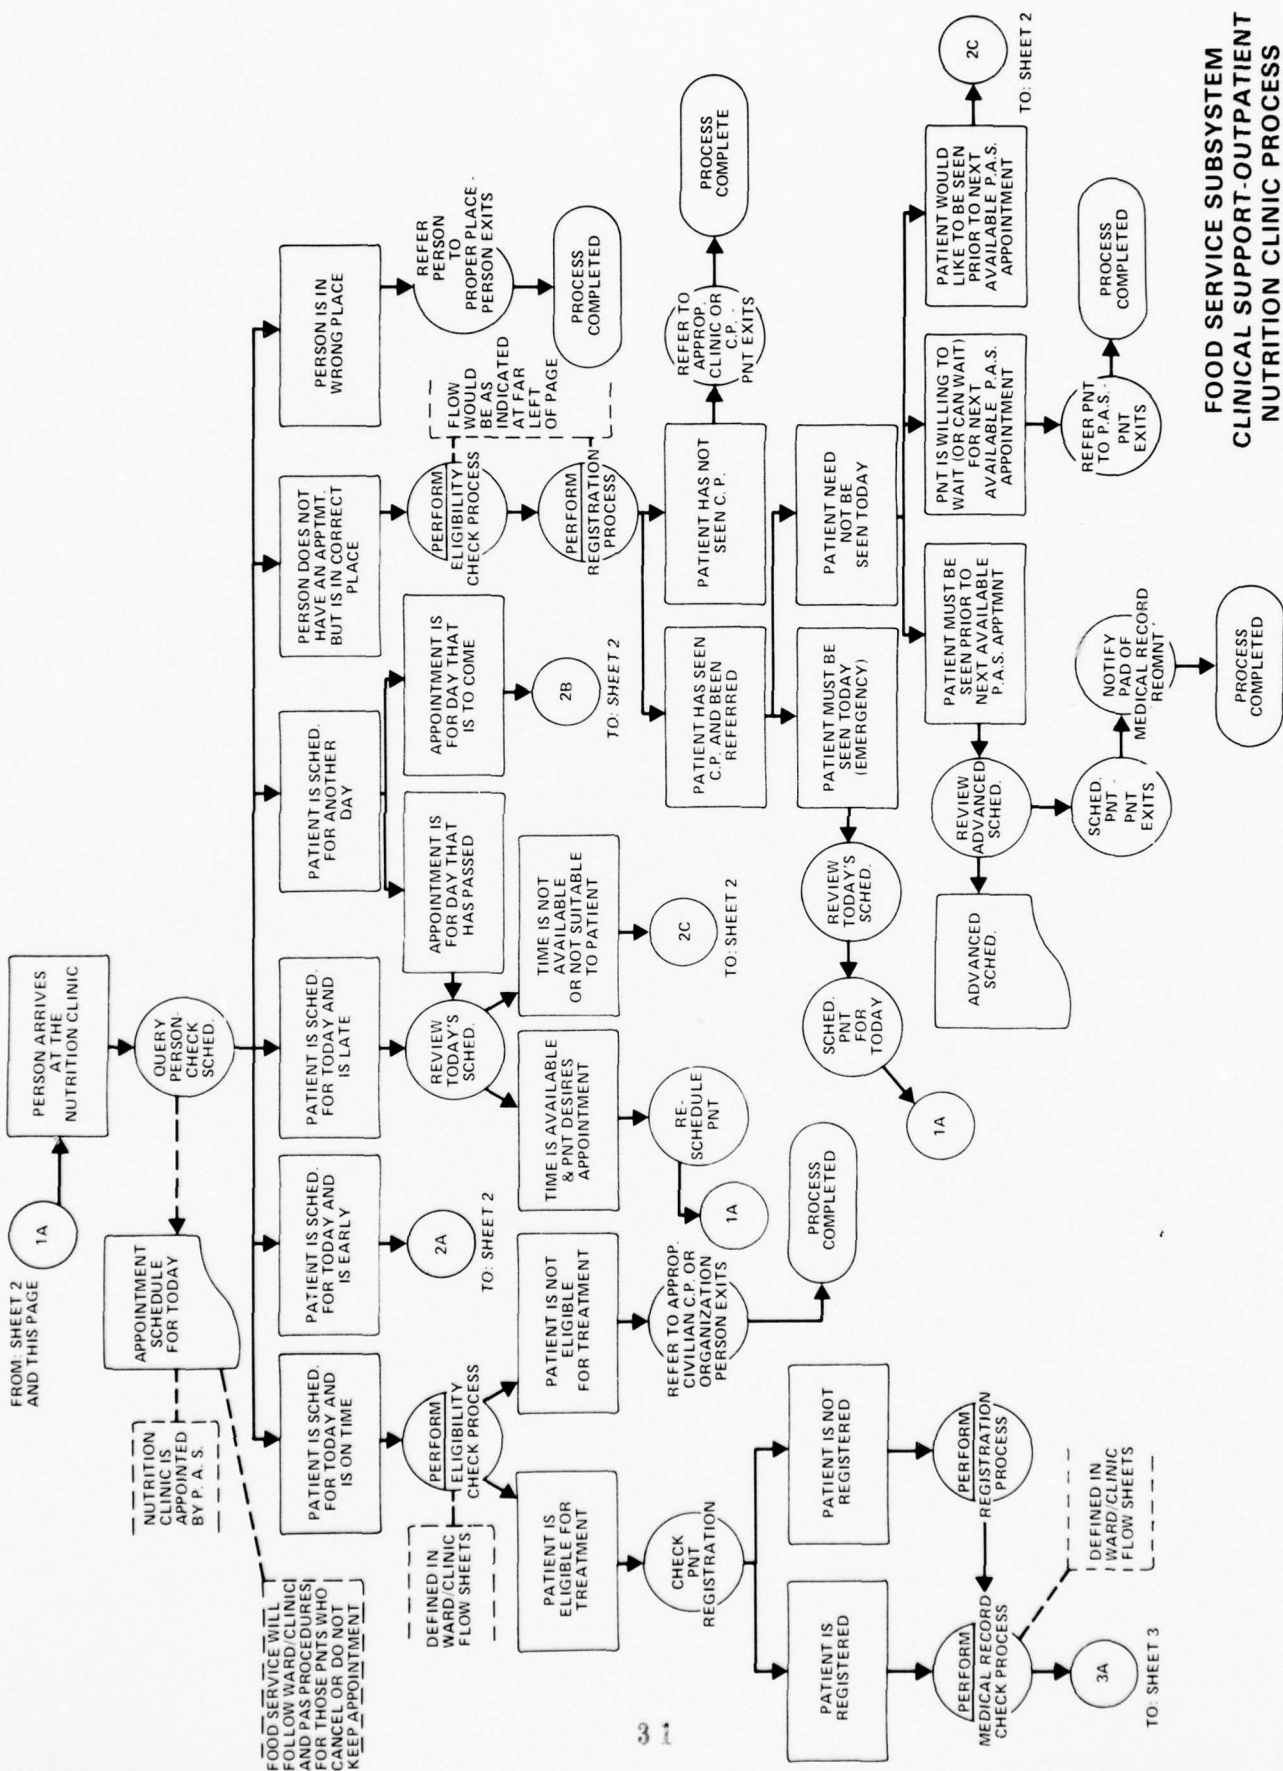 FROM: SHEET 2
AND THIS PAGE
1A
PERSON ARRIVES
AT THE
NUTRITION CLINIC
QUERY
PERSON-
CHECK
SCHED.
APPOINTMENT
SCHEDULE
FOR TODAY
NUTRITION
CLINIC IS
APPOINTED
BY P. A. S.
FOOD SERVICE WILL
FOLLOW WARD/CLINIC
AND PAS PROCEDURES
FOR THOSE PNTS WHO
CANCEL OR DO NOT
KEEP APPOINTMENT
PATIENT IS SCHED.
FOR TODAY AND
IS ON TIME
PATIENT IS SCHED.
FOR TODAY AND
IS EARLY
PATIENT IS SCHED.
FOR TODAY AND
IS LATE
PATIENT IS SCHED.
FOR ANOTHER
DAY
PERSON DOES NOT
HAVE AN APPTMT.
BUT IS IN CORRECT
PLACE
PERSON IS IN
WRONG PLACE
PERFORM
ELIGIBILITY
CHECK PROCESS
DEFINED IN
WARD/CLINIC
FLOW SHEETS
2A
TO: SHEET 2
REVIEW
TODAY'S
SCHED.
APPOINTMENT IS
FOR DAY THAT
HAS PASSED
APPOINTMENT IS
FOR DAY THAT
IS TO COME
2B
TO: SHEET 2
PERFORM
ELIGIBILITY
CHECK PROCESS
FLOW
WOULD
BE AS
INDICATED
AT FAR
LEFT
OF PAGE
PERFORM
REGISTRATION
PROCESS
REFER
PERSON
TO
PROPER PLACE -
PERSON EXITS
PROCESS
COMPLETED
PATIENT IS
ELIGIBLE FOR
TREATMENT
PATIENT IS NOT
ELIGIBLE
FOR TREATMENT
TIME IS AVAILABLE
& PNT DESIRES
APPOINTMENT
TIME IS NOT
AVAILABLE
OR NOT SUITABLE
TO PATIENT
2C
TO: SHEET 2
RE-
SCHEDULE
PNT
1A
REFER TO APPROP.
CIVILIAN C.P. OR
ORGANIZATION
PERSON EXITS
PROCESS
COMPLETED
CHECK
PNT
REGISTRATION
PATIENT IS
REGISTERED
PATIENT IS NOT
REGISTERED
PERFORM
MEDICAL RECORD
CHECK PROCESS
PERFORM
REGISTRATION
PROCESS
DEFINED IN
WARD/CLINIC
FLOW SHEETS
3A
TO: SHEET 3
PATIENT HAS SEEN
C.P. AND BEEN
REFERRED
PATIENT HAS NOT
SEEN C. P.
REFER TO
APPROP.
CLINIC OR
C.P. -
PNT EXITS
PROCESS
COMPLETE
PATIENT MUST BE
SEEN TODAY
(EMERGENCY)
PATIENT NEED
NOT BE
SEEN TODAY
REVIEW
TODAY'S
SCHED.
SCHED.
PNT
FOR
TODAY
1A
PATIENT MUST BE
SEEN PRIOR TO
NEXT AVAILABLE
P.A.S. APPTMNT
PNT IS WILLING TO
WAIT (OR CAN WAIT)
FOR NEXT
AVAILABLE P.A.S.
APPOINTMENT
PATIENT WOULD
LIKE TO BE SEEN
PRIOR TO NEXT
AVAILABLE P.A.S.
APPOINTMENT
2C
TO: SHEET 2
REVIEW
ADVANCED
SCHED.
ADVANCED
SCHED.
SCHED.
PNT -
PNT
EXITS
NOTIFY
PAD OF
MEDICAL RECORD
REQMNT
PROCESS
COMPLETED
REFER PNT
TO P.A.S.-
PNT
EXITS
PROCESS
COMPLETED
FOOD SERVICE SUBSYSTEM
CLINICAL SUPPORT-OUTPATIENT
NUTRITION CLINIC PROCESS
31